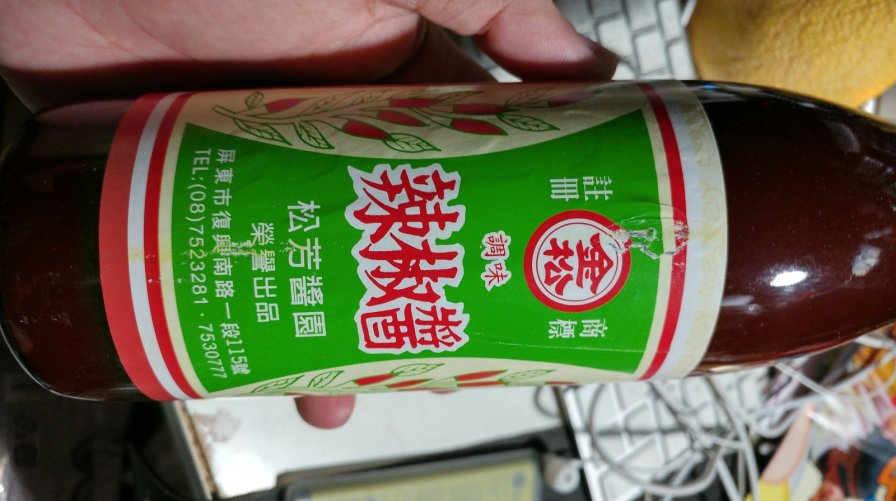 註冊
金松
商標
調味
辣椒醬
松芳醬園
榮譽出品
屏東市復興南路一段115號
TEL:(08)7523281·7530777